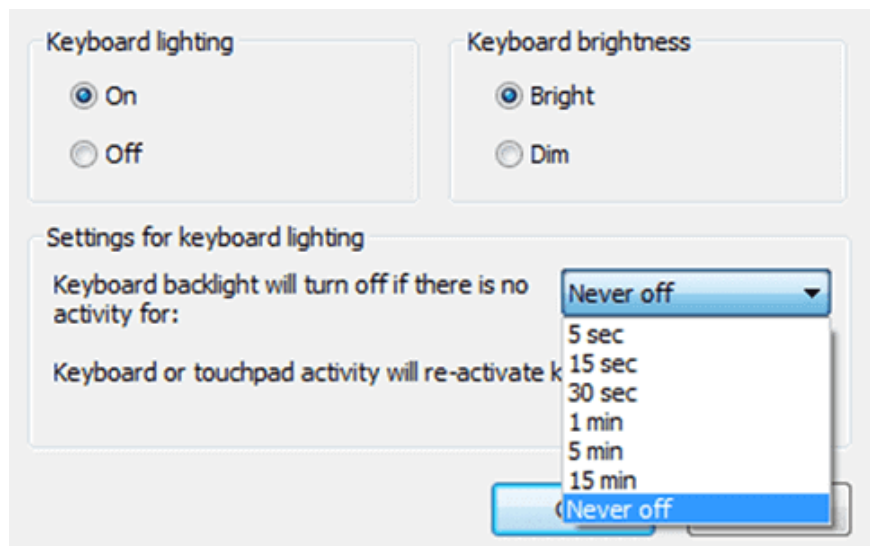 Keyboard lighting
On
Off
Keyboard brightness
Bright
Dim
Settings for keyboard lighting
Keyboard backlight will turn off if there is no
activity for:
Never off
5 sec
15 sec
30 sec
1 min
5 min
15 min
Never off
Keyboard or touchpad activity will re-activate